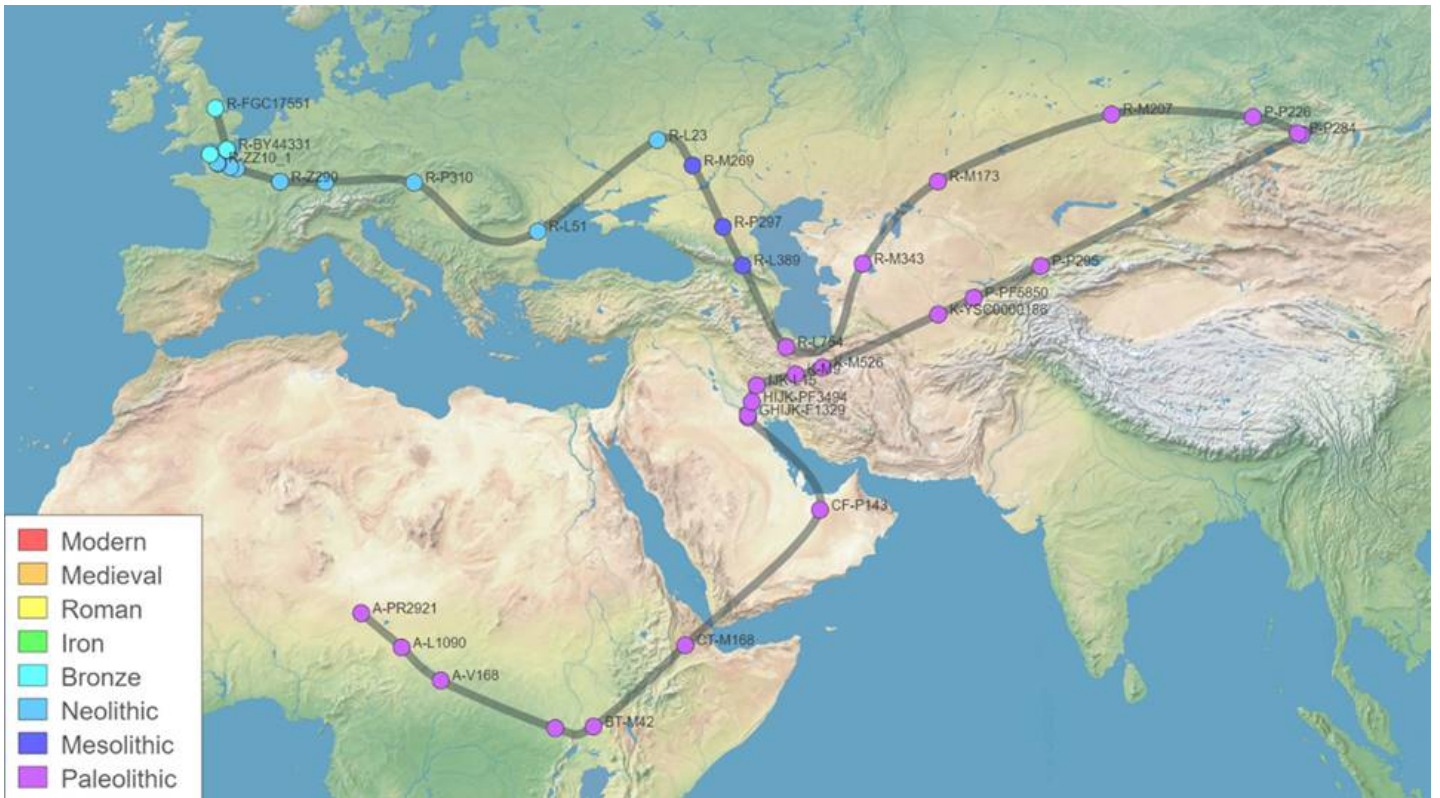 R-FGC17551
R-BY44331
R-ZZ10_1
R-Z290
R-P310
R-L51
R-L23
R-M269
R-P297
R-L389
R-L754
R-M343
R-M173
R-M207
P-P226
P-P284
P-P295
P-PF5850
K-YSC0000186
K-M526
K-M9
IJK-L15
HIJK-PF3494
GHIJK-F1329
CF-P143
CT-M168
BT-M42
A-V168
A-L1090
A-PR2921
Modern
Medieval
Roman
Iron
Bronze
Neolithic
Mesolithic
Paleolithic